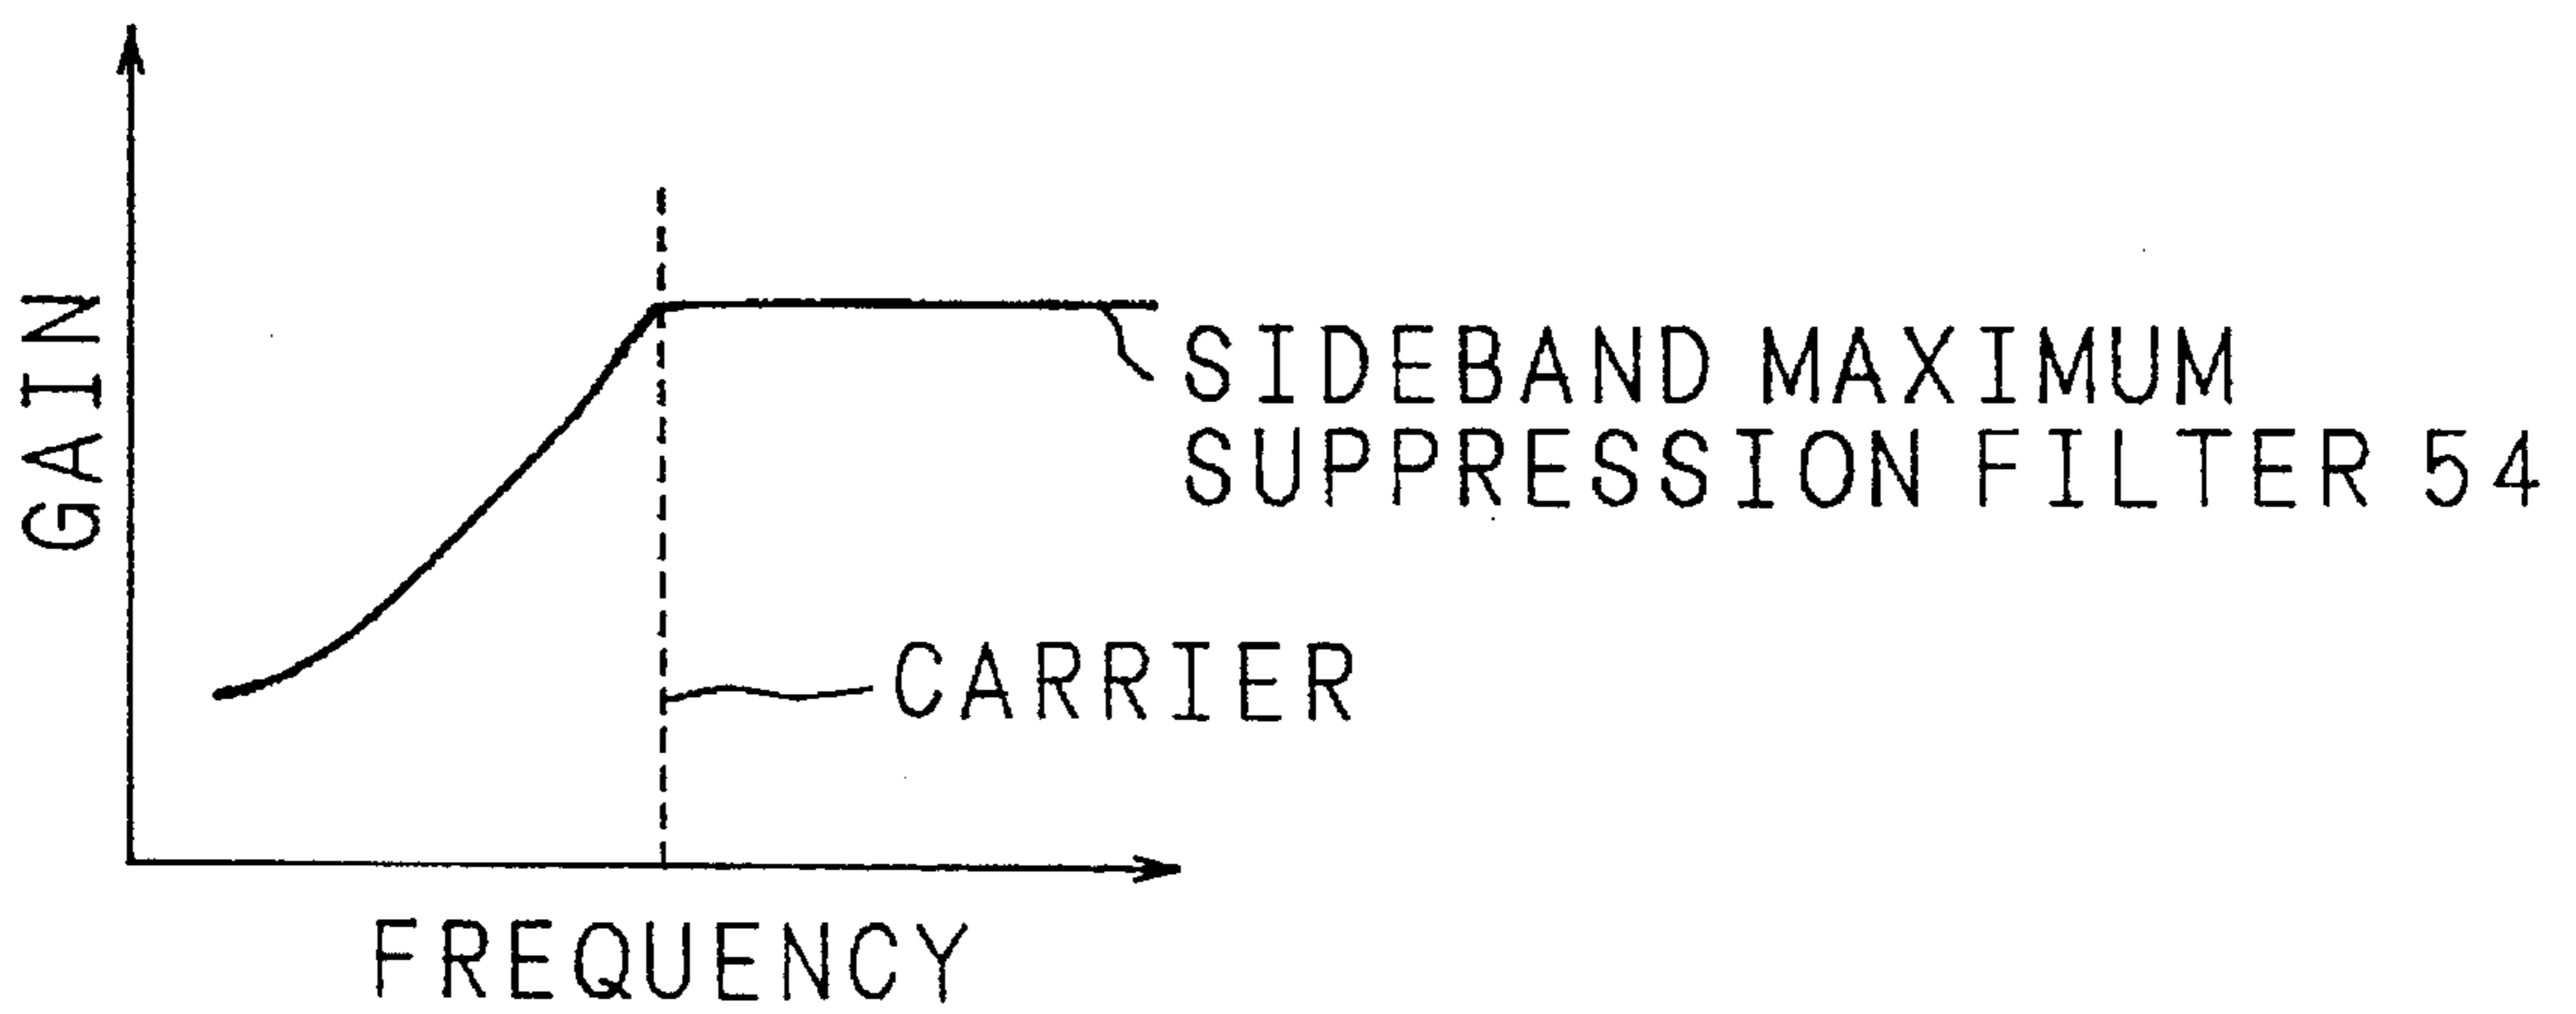 GAIN
SIDEBAND MAXIMUM
SUPPRESSION FILTER 54
CARRIER
FREQUENCY